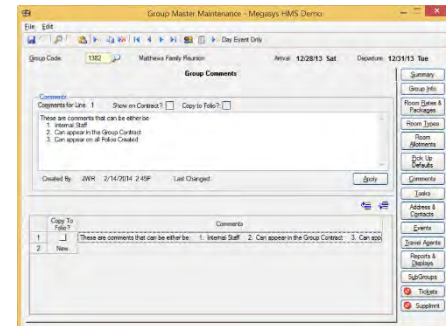 Group Master Maintenance - Megasys HMS Demo
File Edit
Day Event Only
Group Code: 1382 Matthews Family Reunion Arrival 12/28/13 Sat Departure 12/31/13 Tue
Group Comments
Summary
Group Info
Comments
Comments for Line 1 Show on Contract? Copy to Folio?
Room Rates & Packages
These are comments that can be either be
1. Internal Staff
2. Can appear in the Group Contract
3. Can appear on all Folios Created
Room Types
Room Allotments
Pick Up Defaults
Created By JWR 2/14/2014 2:45P Last Changed Apply
Comments
Tasks
Address & Contacts
Copy To Folio? Comments
1 These are comments that can be either be 1. Internal Staff 2. Can appear in the Group Contract 3. Can app
2 New
Events
Travel Agents
Reports & Displays
SubGroups
Tickets
Supplmnt